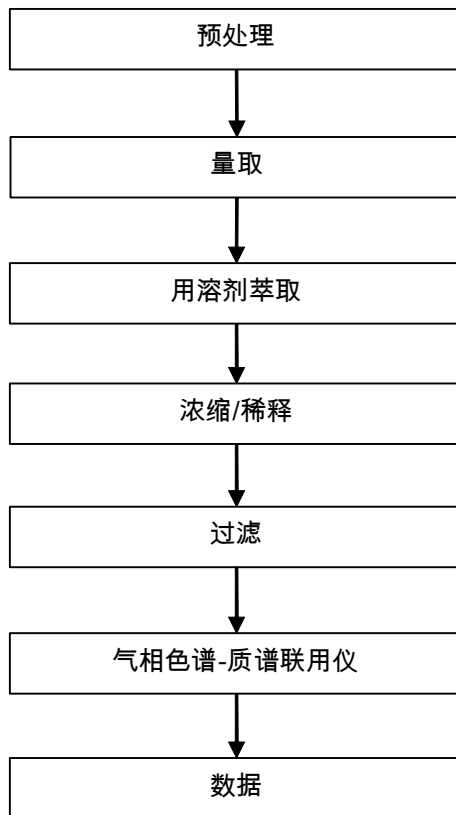 预处理
量取
用溶剂萃取
浓缩/稀释
过滤
气相色谱-质谱联用仪
数据